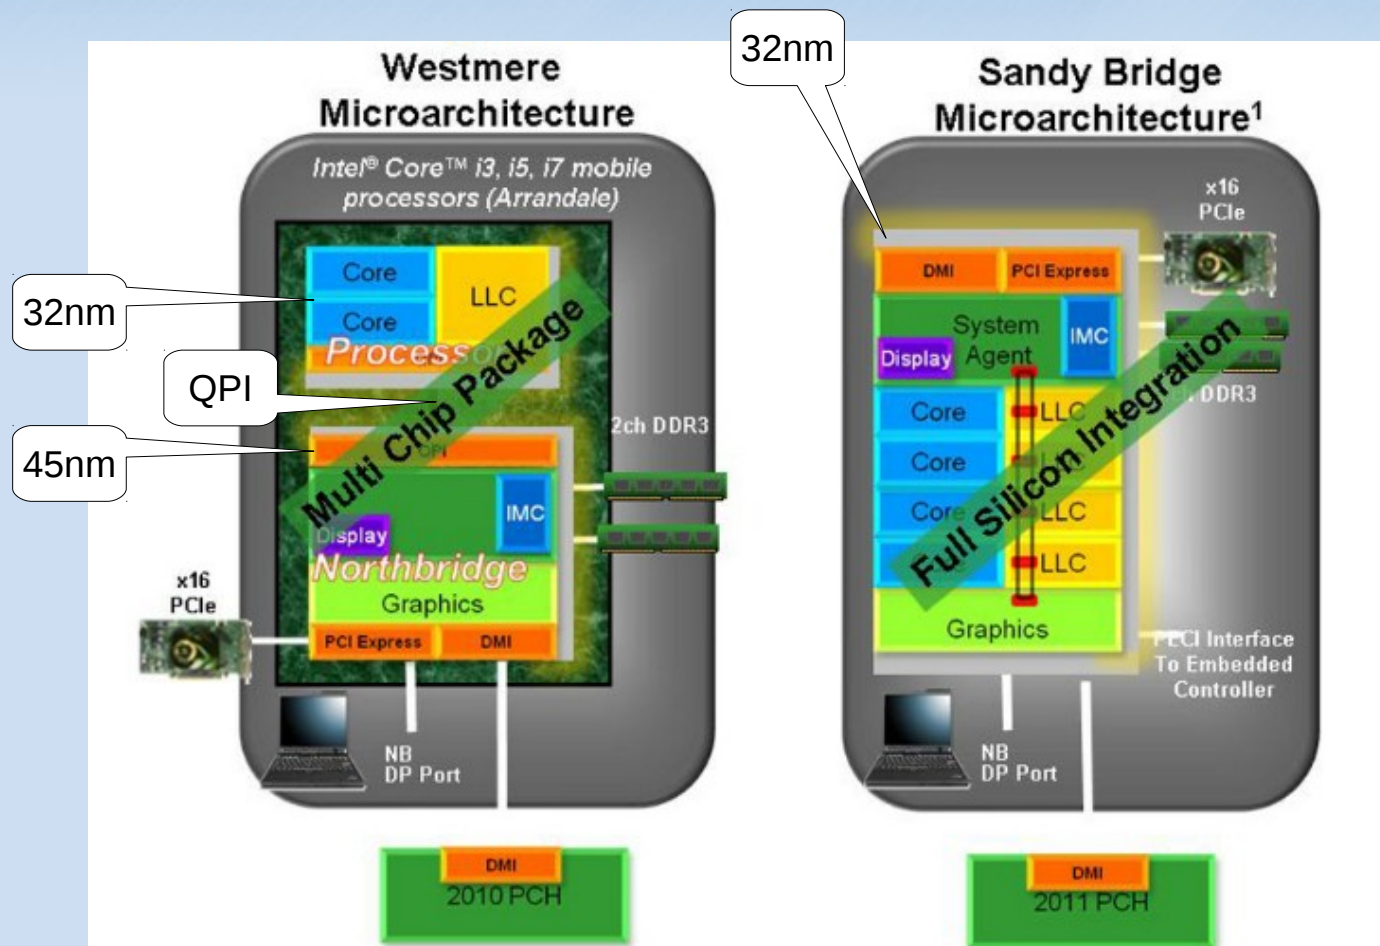 32nm
Westmere
Microarchitecture
Intel® Core™ i3, i5, i7 mobile
processors (Arrandale)
Core
LLC
Core
Processor
32nm
QPI
45nm
Multi Chip Package
QPI
2ch DDR3
IMC
Display
Northbridge
Graphics
x16
PCIe
PCI Express
DMI
NB
DP Port
DMI
2010 PCH
Sandy Bridge
Microarchitecture¹
x16
PCIe
DMI
PCI Express
System
Agent
IMC
Display
DDR3
Core
LLC
Core
LLC
Core
LLC
LLC
Full Silicon Integration
Graphics
PECI Interface
To Embedded
Controller
NB
DP Port
DMI
2011 PCH